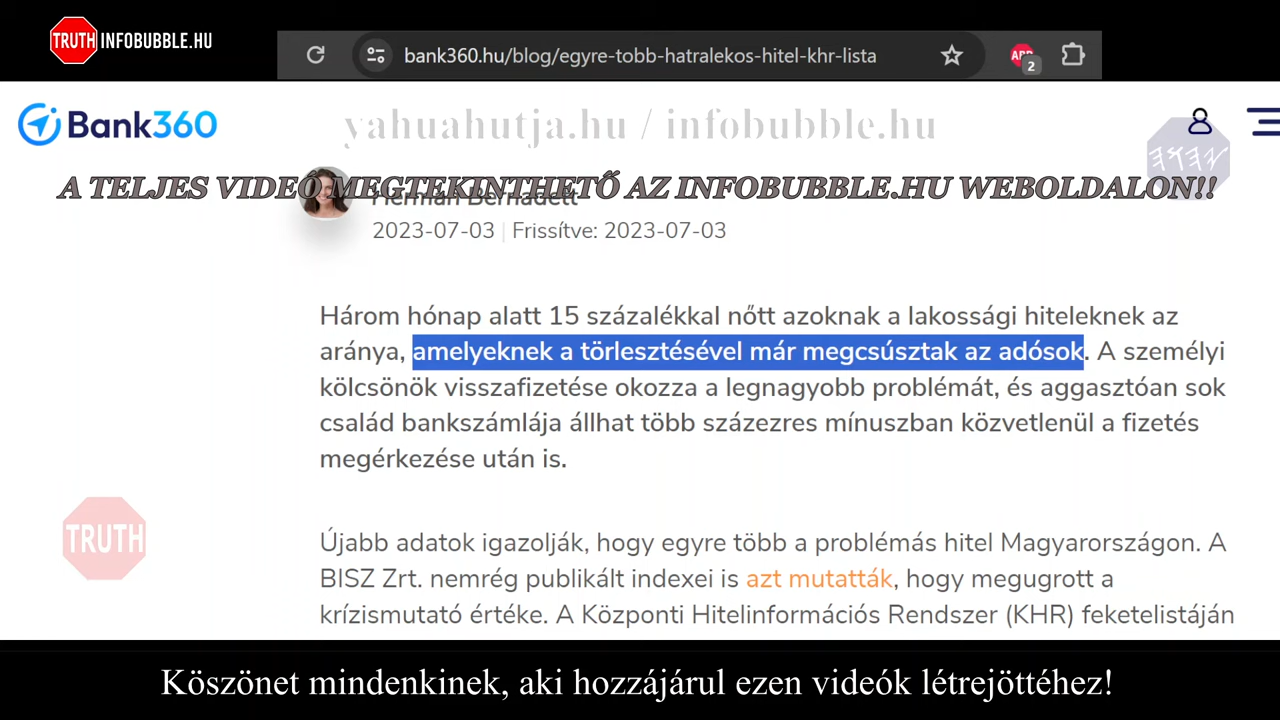 TRUTH INFOBUBBLE.HU
bank360.hu/blog/egyre-tobb-hatralekos-hitel-khr-lista
ABP
2
Bank360
yahuahutja.hu / infobubble.hu
A TELJES VIDEÓ MEGTEKINTHETŐ AZ INFOBUBBLE.HU WEBOLDALON!!
Herman Bernadett
2023-07-03 | Frissítve: 2023-07-03
Három hónap alatt 15 százalékkal nőtt azoknak a lakossági hiteleknek az
aránya, amelyeknek a törlesztésével már megcsúsztak az adósok. A személyi
kölcsönök visszafizetése okozza a legnagyobb problémát, és aggasztóan sok
család bankszámlája állhat több százezres mínuszban közvetlenül a fizetés
megérkezése után is.
TRUTH
Újabb adatok igazolják, hogy egyre több a problémás hitel Magyarországon. A
BISZ Zrt. nemrég publikált indexei is azt mutatták, hogy megugrott a
krízismutató értéke. A Központi Hitelinformációs Rendszer (KHR) feketelistáján
Köszönet mindenkinek, aki hozzájárul ezen videók létrejöttéhez!